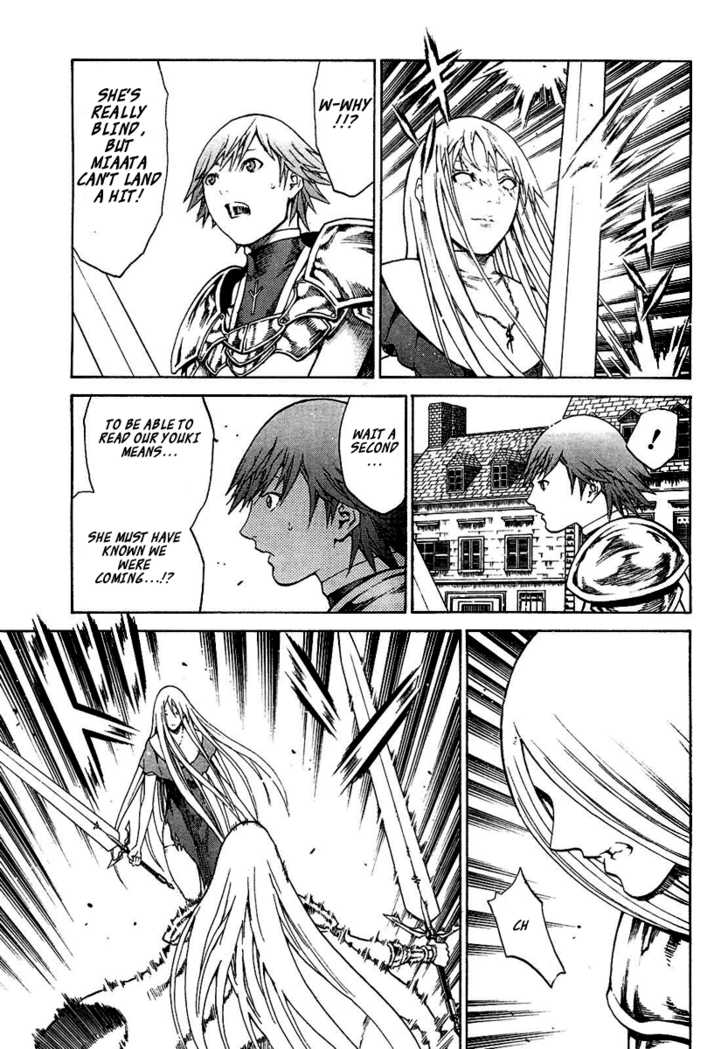 W-WHY
!!?
SHE'S
REALLY
BLIND,
BUT
MIAATA
CAN'T LAND
A HIT!
!
WAIT A
SECOND
...
TO BE ABLE TO
READ OUR YOUKI
MEANS...
SHE MUST HAVE
KNOWN WE
WERE
COMING...!?
CH